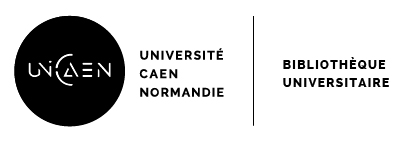 UNICAEN
UNIVERSITÉ
CAEN
NORMANDIE
BIBLIOTHÈQUE
UNIVERSITAIRE